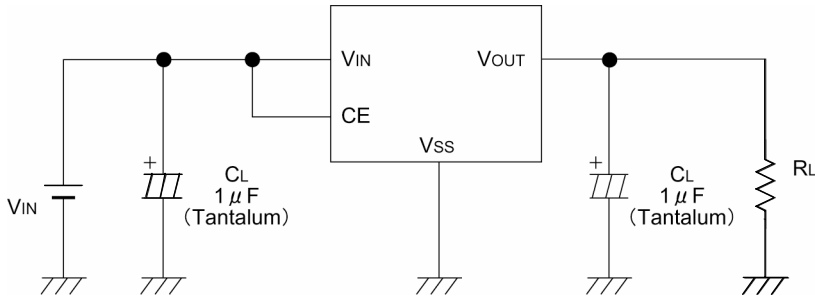 VIN
VOUT
CE
VSS
+
CL
1μF
(Tantalum)
VIN
+
CL
1μF
(Tantalum)
RL